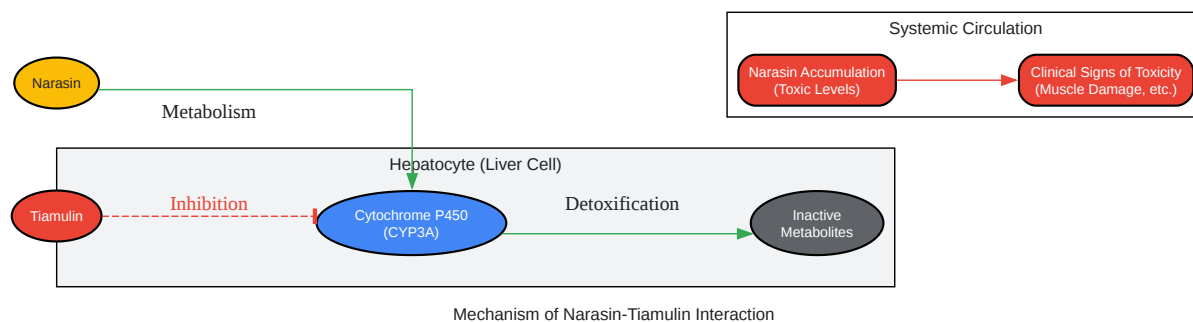 Systemic Circulation
Narasin
Narasin Accumulation
(Toxic Levels)
Clinical Signs of Toxicity
(Muscle Damage, etc.)
Metabolism
Hepatocyte (Liver Cell)
Tiamulin
Inhibition
Cytochrome P450
(CYP3A)
Detoxification
Inactive
Metabolites
Mechanism of Narasin-Tiamulin Interaction